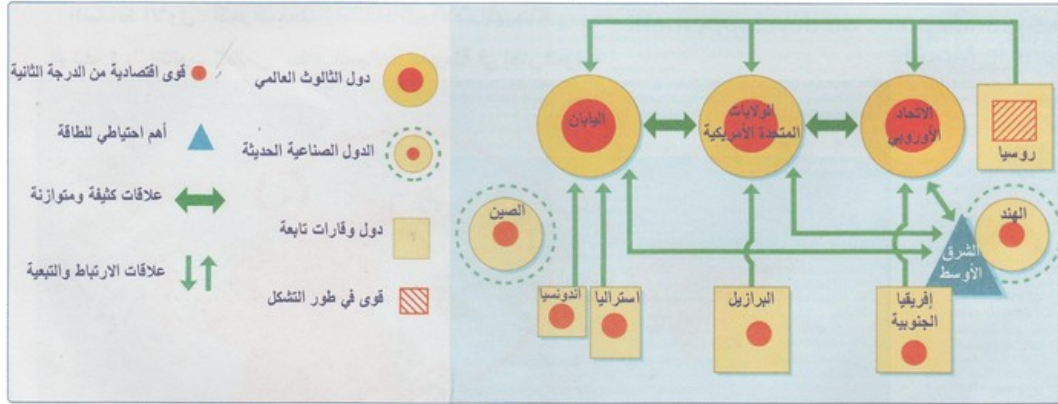 الاتحاد
الأوروبي
الولايات
المتحدة الأمريكية
اليابان
روسيا
الهند
الشرق
الأوسط
الصين
إفريقيا
الجنوبية
البرازيل
استراليا
اندونسيا
دول الثالوث العالمي
الدول الصناعية الحديثة
دول وقارات تابعة
قوى في طور التشكل
قوى اقتصادية من الدرجة الثانية
أهم احتياطي للطاقة
علاقات كثيفة ومتوازنة
علاقات الارتباط والتبعية